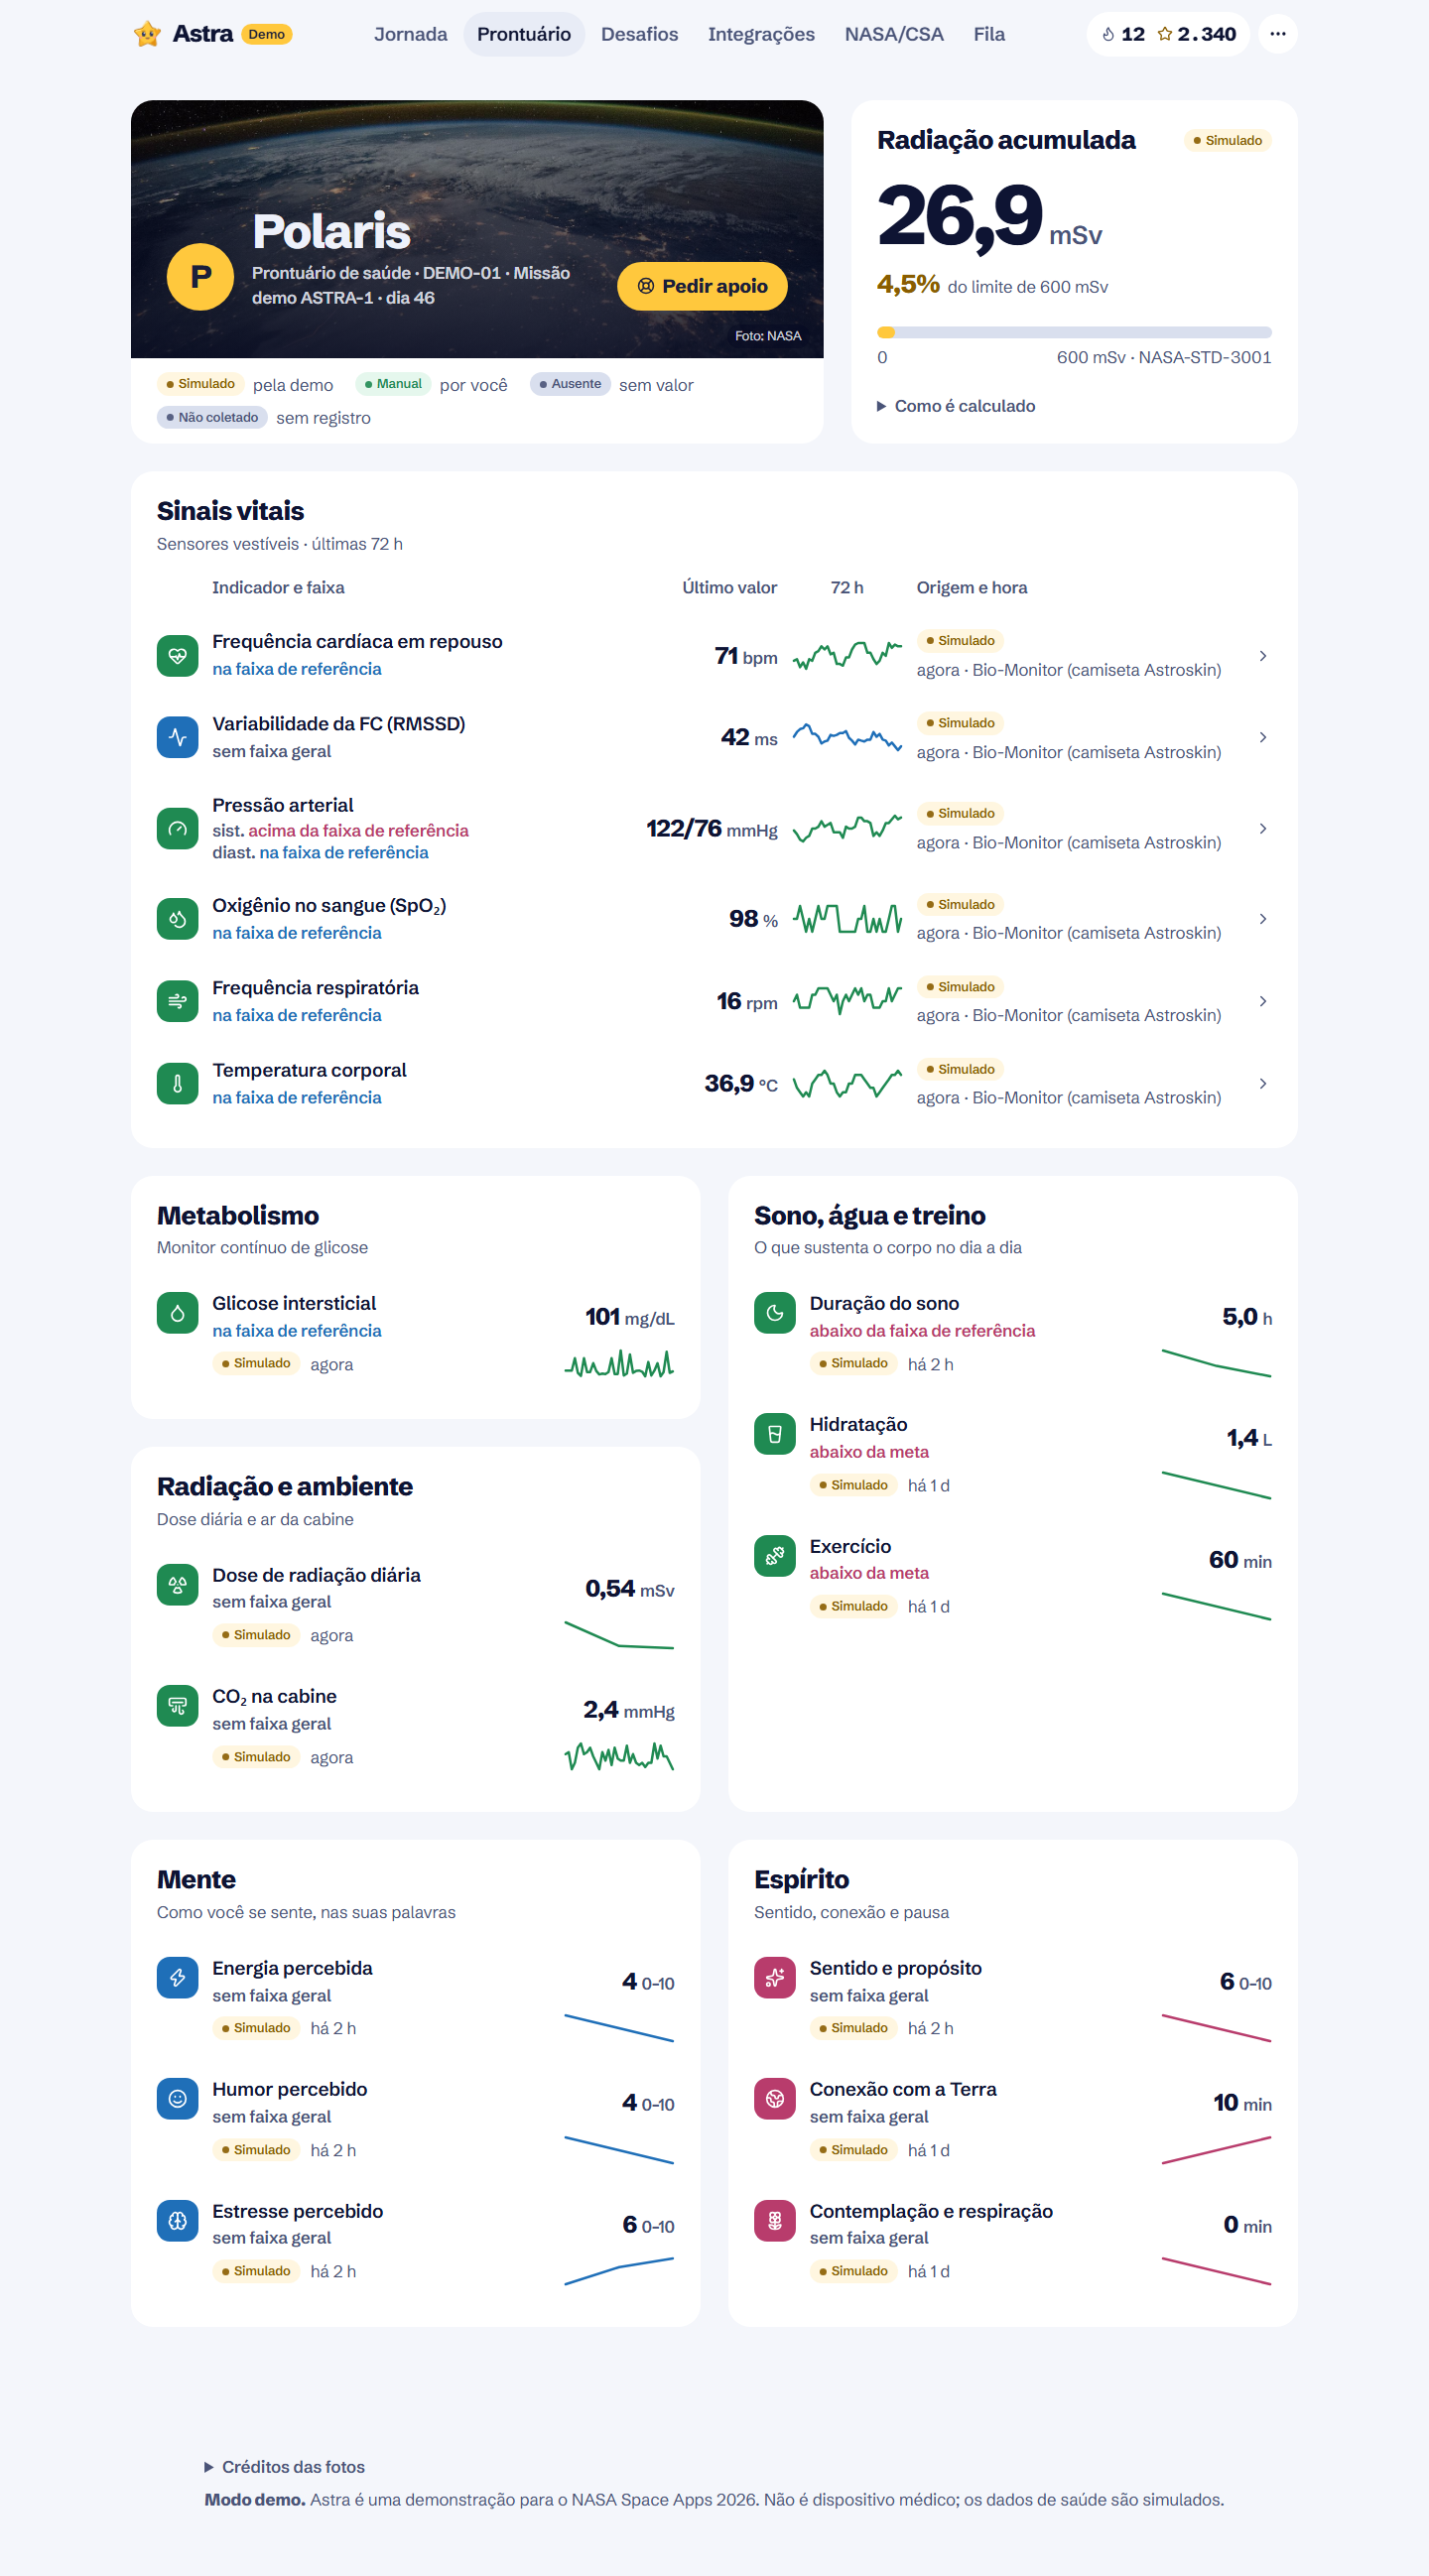 Astra Demo
Jornada Prontuário Desafios Integrações NASA/CSA Fila
12 2.340
Polaris
P
Prontuário de saúde · DEMO-01 · Missão
demo ASTRA-1 · dia 46
Pedir apoio
Foto: NASA
Simulado pela demo Manual por você Ausente sem valor
Não coletado sem registro
Radiação acumulada Simulado
26,9 mSv
4,5% do limite de 600 mSv
0 600 mSv · NASA-STD-3001
Como é calculado
Sinais vitais
Sensores vestíveis · últimas 72 h
Indicador e faixa Último valor 72 h Origem e hora
Frequência cardíaca em repouso
na faixa de referência
71 bpm
Simulado
agora · Bio-Monitor (camiseta Astroskin)
Variabilidade da FC (RMSSD)
sem faixa geral
42 ms
Simulado
agora · Bio-Monitor (camiseta Astroskin)
Pressão arterial
sist. acima da faixa de referência
diast. na faixa de referência
122/76 mmHg
Simulado
agora · Bio-Monitor (camiseta Astroskin)
Oxigênio no sangue (SpO₂)
na faixa de referência
98 %
Simulado
agora · Bio-Monitor (camiseta Astroskin)
Frequência respiratória
na faixa de referência
16 rpm
Simulado
agora · Bio-Monitor (camiseta Astroskin)
Temperatura corporal
na faixa de referência
36,9 °C
Simulado
agora · Bio-Monitor (camiseta Astroskin)
Metabolismo
Monitor contínuo de glicose
Glicose intersticial
na faixa de referência
Simulado agora
101 mg/dL
Radiação e ambiente
Dose diária e ar da cabine
Dose de radiação diária
sem faixa geral
Simulado agora
0,54 mSv
CO₂ na cabine
sem faixa geral
Simulado agora
2,4 mmHg
Sono, água e treino
O que sustenta o corpo no dia a dia
Duração do sono
abaixo da faixa de referência
Simulado há 2 h
5,0 h
Hidratação
abaixo da meta
Simulado há 1 d
1,4 L
Exercício
abaixo da meta
Simulado há 1 d
60 min
Mente
Como você se sente, nas suas palavras
Energia percebida
sem faixa geral
Simulado há 2 h
4 0-10
Humor percebido
sem faixa geral
Simulado há 2 h
4 0-10
Estresse percebido
sem faixa geral
Simulado há 2 h
6 0-10
Espírito
Sentido, conexão e pausa
Sentido e propósito
sem faixa geral
Simulado há 2 h
6 0-10
Conexão com a Terra
sem faixa geral
Simulado há 1 d
10 min
Contemplação e respiração
sem faixa geral
Simulado há 1 d
0 min
Créditos das fotos
Modo demo. Astra é uma demonstração para o NASA Space Apps 2026. Não é dispositivo médico; os dados de saúde são simulados.